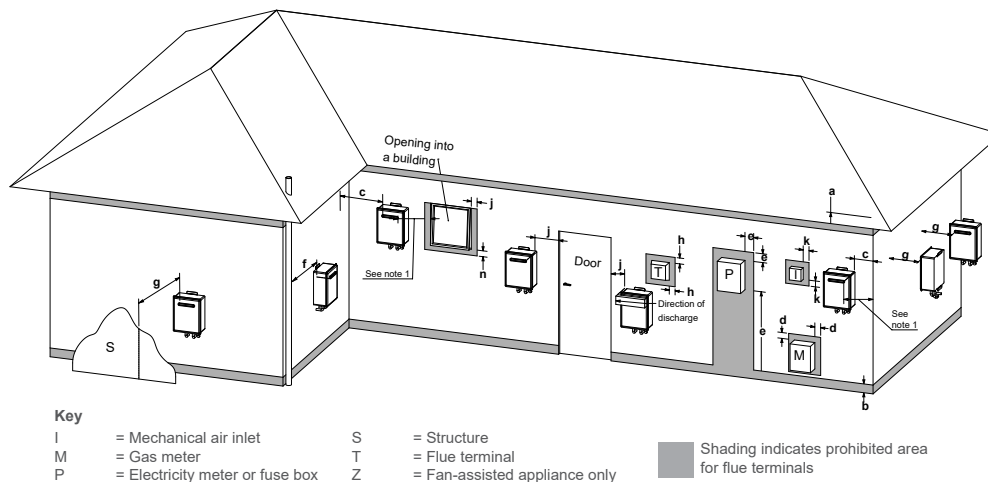 Opening into
a building
a
c
j
g
e
h
k
j
e
c
g
j
n
See note 1
f
Door
T
P
I
g
h
Direction of
discharge
k
d
e
d
See
note 1
S
M
b
Key
I = Mechanical air inlet
M = Gas meter
P = Electricity meter or fuse box
S = Structure
T = Flue terminal
Z = Fan-assisted appliance only
Shading indicates prohibited area
for flue terminals